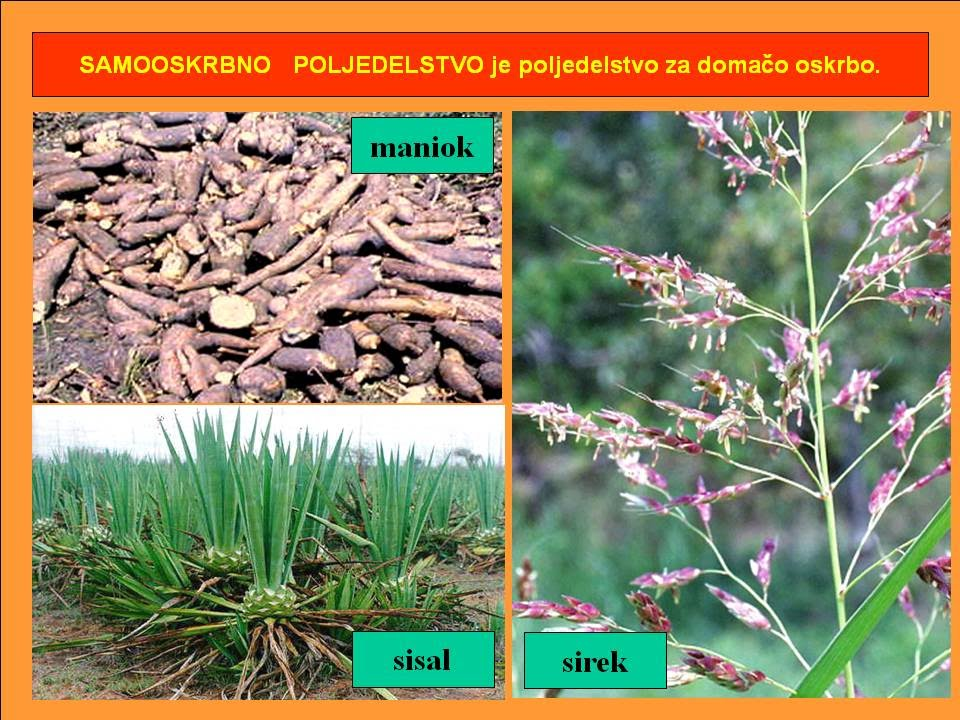 SAMOOSKRBNO POLJEDELSTVO je poljedelstvo za domačo oskrbo.
maniok
sisal
sirek